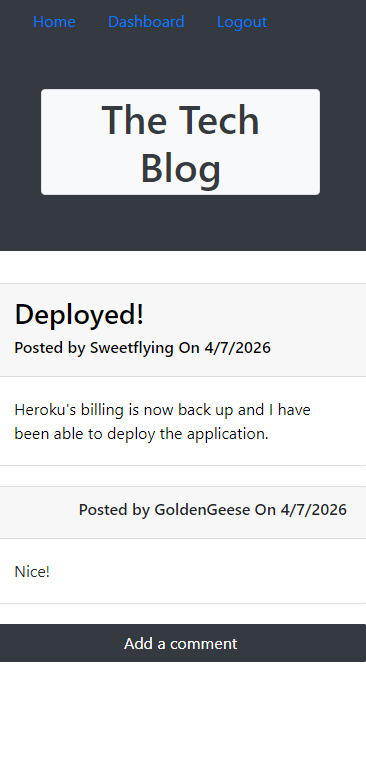 Home Dashboard Logout
The Tech
Blog
Deployed!
Posted by Sweetflying On 4/7/2026
Heroku's billing is now back up and I have
been able to deploy the application.
Posted by GoldenGeese On 4/7/2026
Nice!
Add a comment